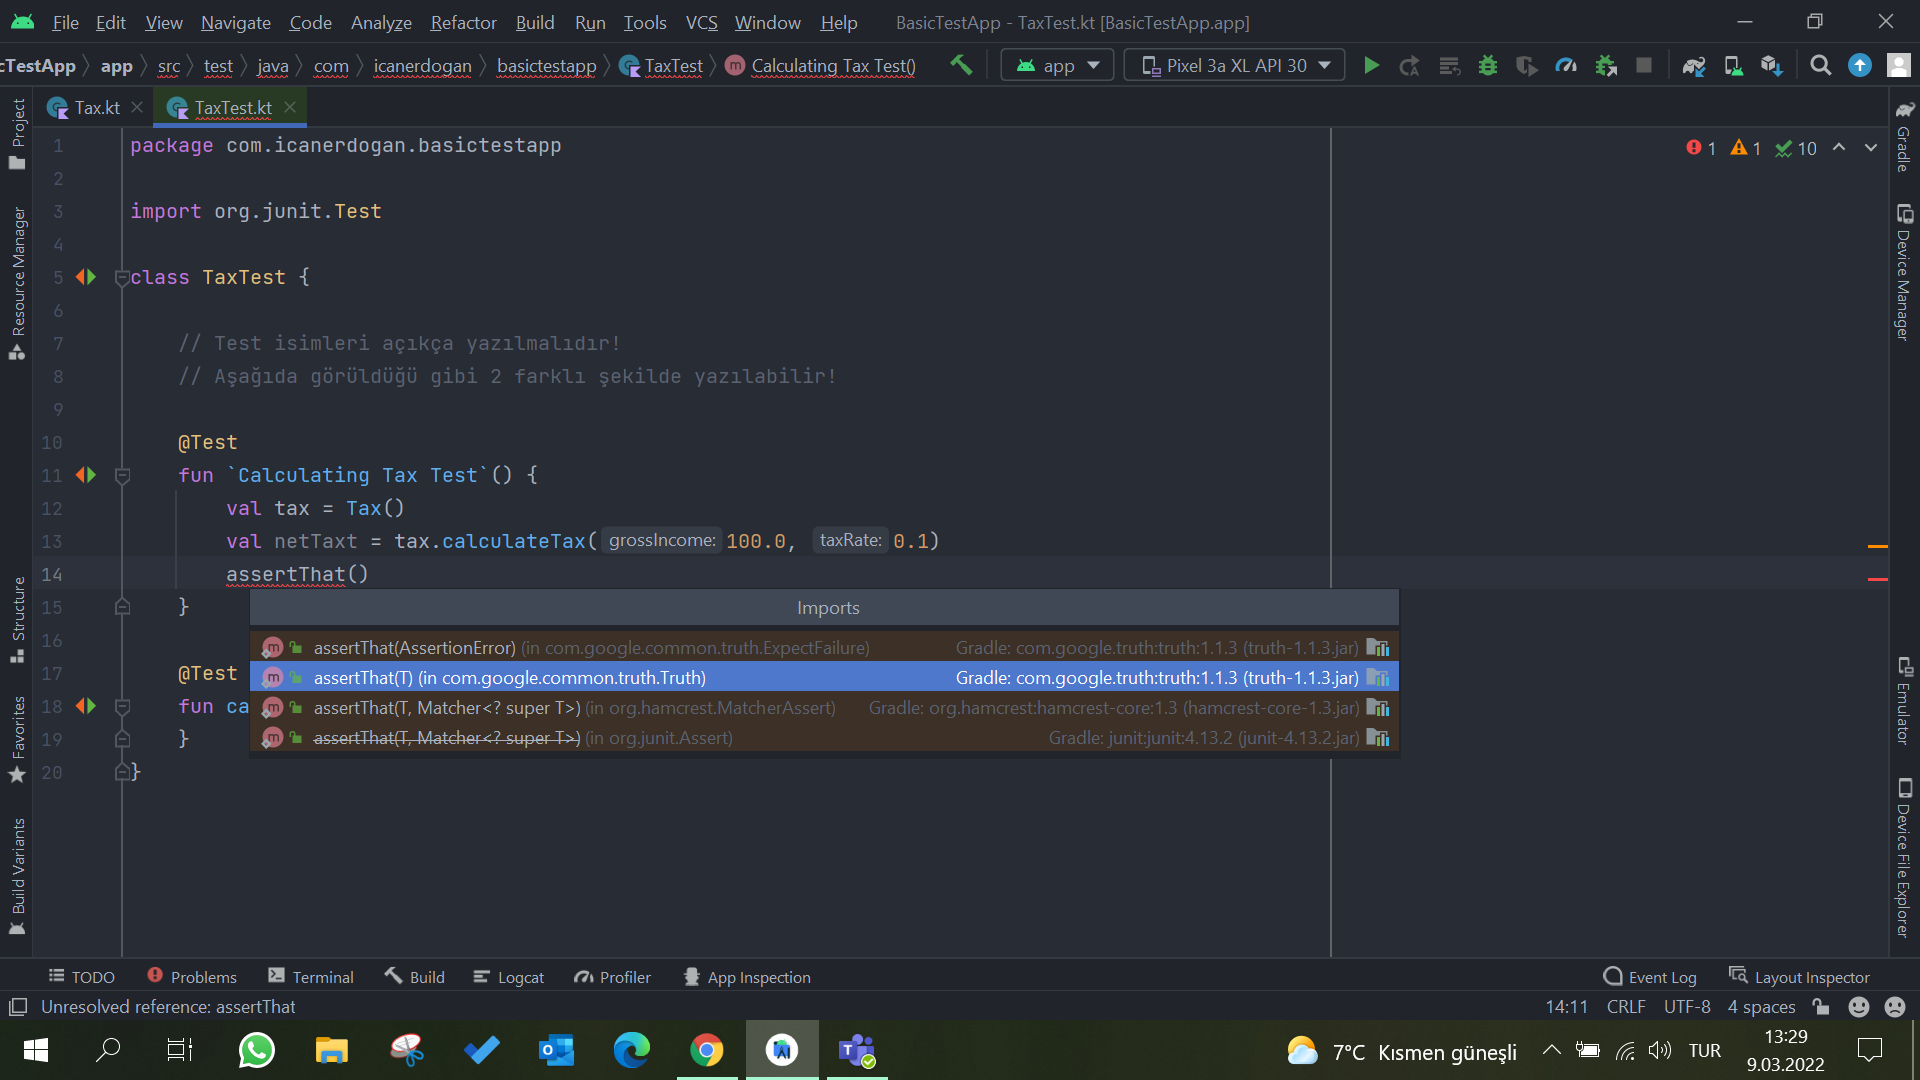 File Edit View Navigate Code Analyze Refactor Build Run Tools VCS Window Help BasicTestApp - TaxTest.kt [BasicTestApp.app]
cTestApp app src test java com icanerdogan basictestapp TaxTest m Calculating Tax Test() app Pixel 3a XL API 30
Tax.kt TaxTest.kt
Project
Resource Manager
Structure
Favorites
Build Variants
1 package com.icanerdogan.basictestapp
2
3 import org.junit.Test
4
5 class TaxTest {
6
7 // Test isimleri açıkça yazılmalıdır!
8 // Aşağıda görüldüğü gibi 2 farklı şekilde yazılabilir!
9
10 @Test
11 fun `Calculating Tax Test`() {
12 val tax = Tax()
13 val netTaxt = tax.calculateTax( grossIncome: 100.0, taxRate: 0.1)
14 assertThat()
15 }
16
17 @Test
18 fun ca
19 }
20 }
1 1 10
Imports
m assertThat(AssertionError) (in com.google.common.truth.ExpectFailure) Gradle: com.google.truth:truth:1.1.3 (truth-1.1.3.jar)
m assertThat(T) (in com.google.common.truth.Truth) Gradle: com.google.truth:truth:1.1.3 (truth-1.1.3.jar)
m assertThat(T, Matcher<? super T>) (in org.hamcrest.MatcherAssert) Gradle: org.hamcrest:hamcrest-core:1.3 (hamcrest-core-1.3.jar)
m assertThat(T, Matcher<? super T>) (in org.junit.Assert) Gradle: junit:junit:4.13.2 (junit-4.13.2.jar)
Gradle
Device Manager
Emulator
Device File Explorer
TODO Problems Terminal Build Logcat Profiler App Inspection Event Log Layout Inspector
Unresolved reference: assertThat 14:11 CRLF UTF-8 4 spaces
7°C Kısmen güneşli TUR 13:29
9.03.2022